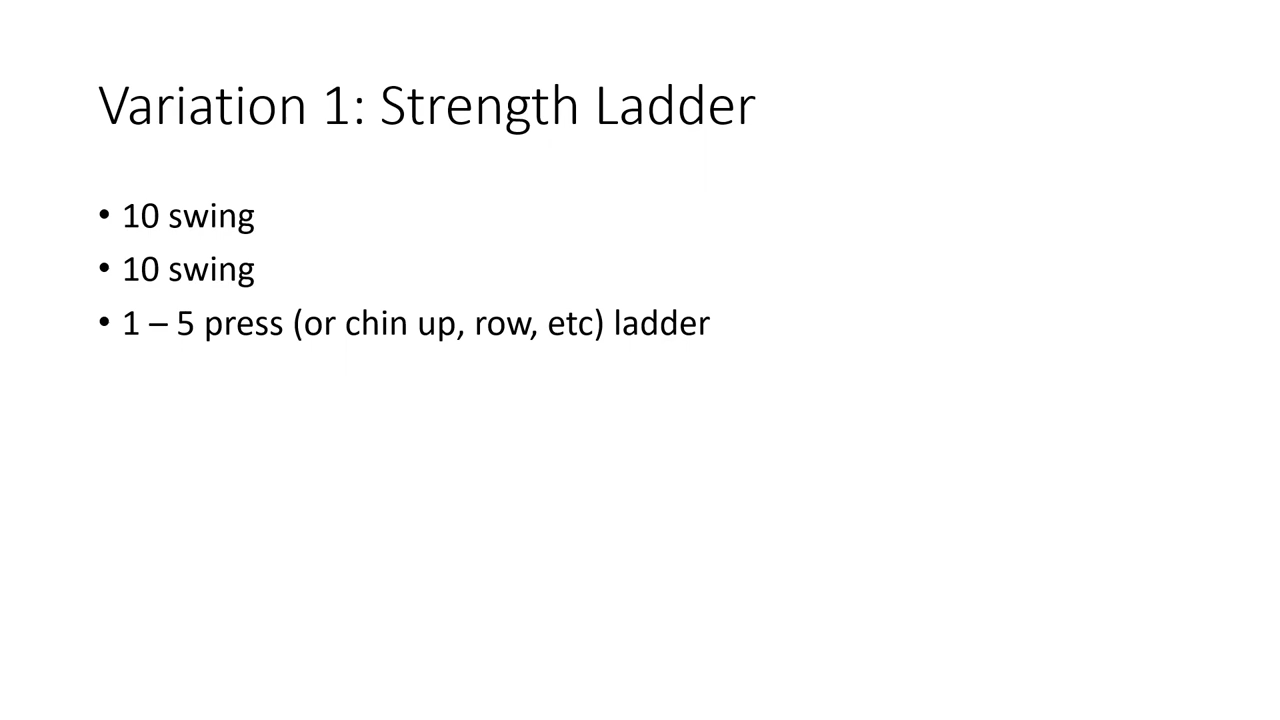 Variation 1: Strength Ladder
• 10 swing
• 10 swing
• 1 – 5 press (or chin up, row, etc) ladder